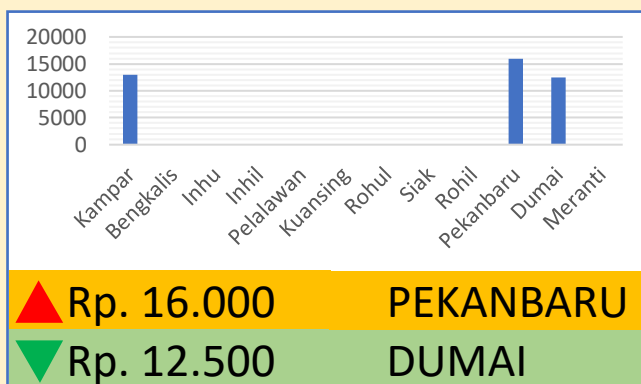 20000
15000
10000
5000
0
Kampar
Bengkalis
Inhu
Inhil
Pelalawan
Kuansing
Rohul
Siak
Rohil
Pekanbaru
Dumai
Meranti
Rp. 16.000 PEKANBARU
Rp. 12.500 DUMAI